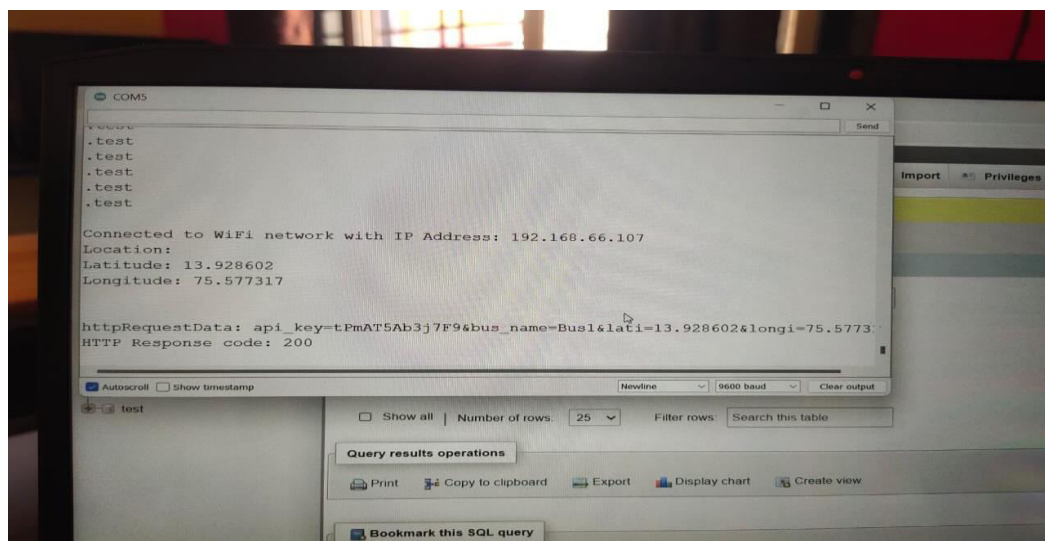 COM5
Send
.test
.test
.test
.test
.test
Connected to WiFi network with IP Address: 192.168.66.107
Location:
Latitude: 13.928602
Longitude: 75.577317
httpRequestData: api_key=tPmAT5Ab3j7F9&bus_name=Bus1&lati=13.928602&longi=75.5773
HTTP Response code: 200
Autoscroll Show timestamp Newline 9600 baud Clear output
Import Privileges
test
Show all Number of rows: 25 Filter rows: Search this table
Query results operations
Print Copy to clipboard Export Display chart Create view
Bookmark this SQL query